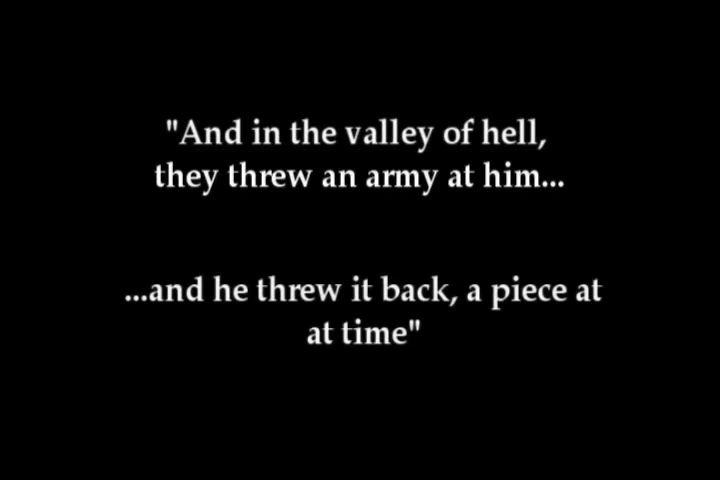 "And in the valley of hell,
they threw an army at him...
...and he threw it back, a piece at
at time"